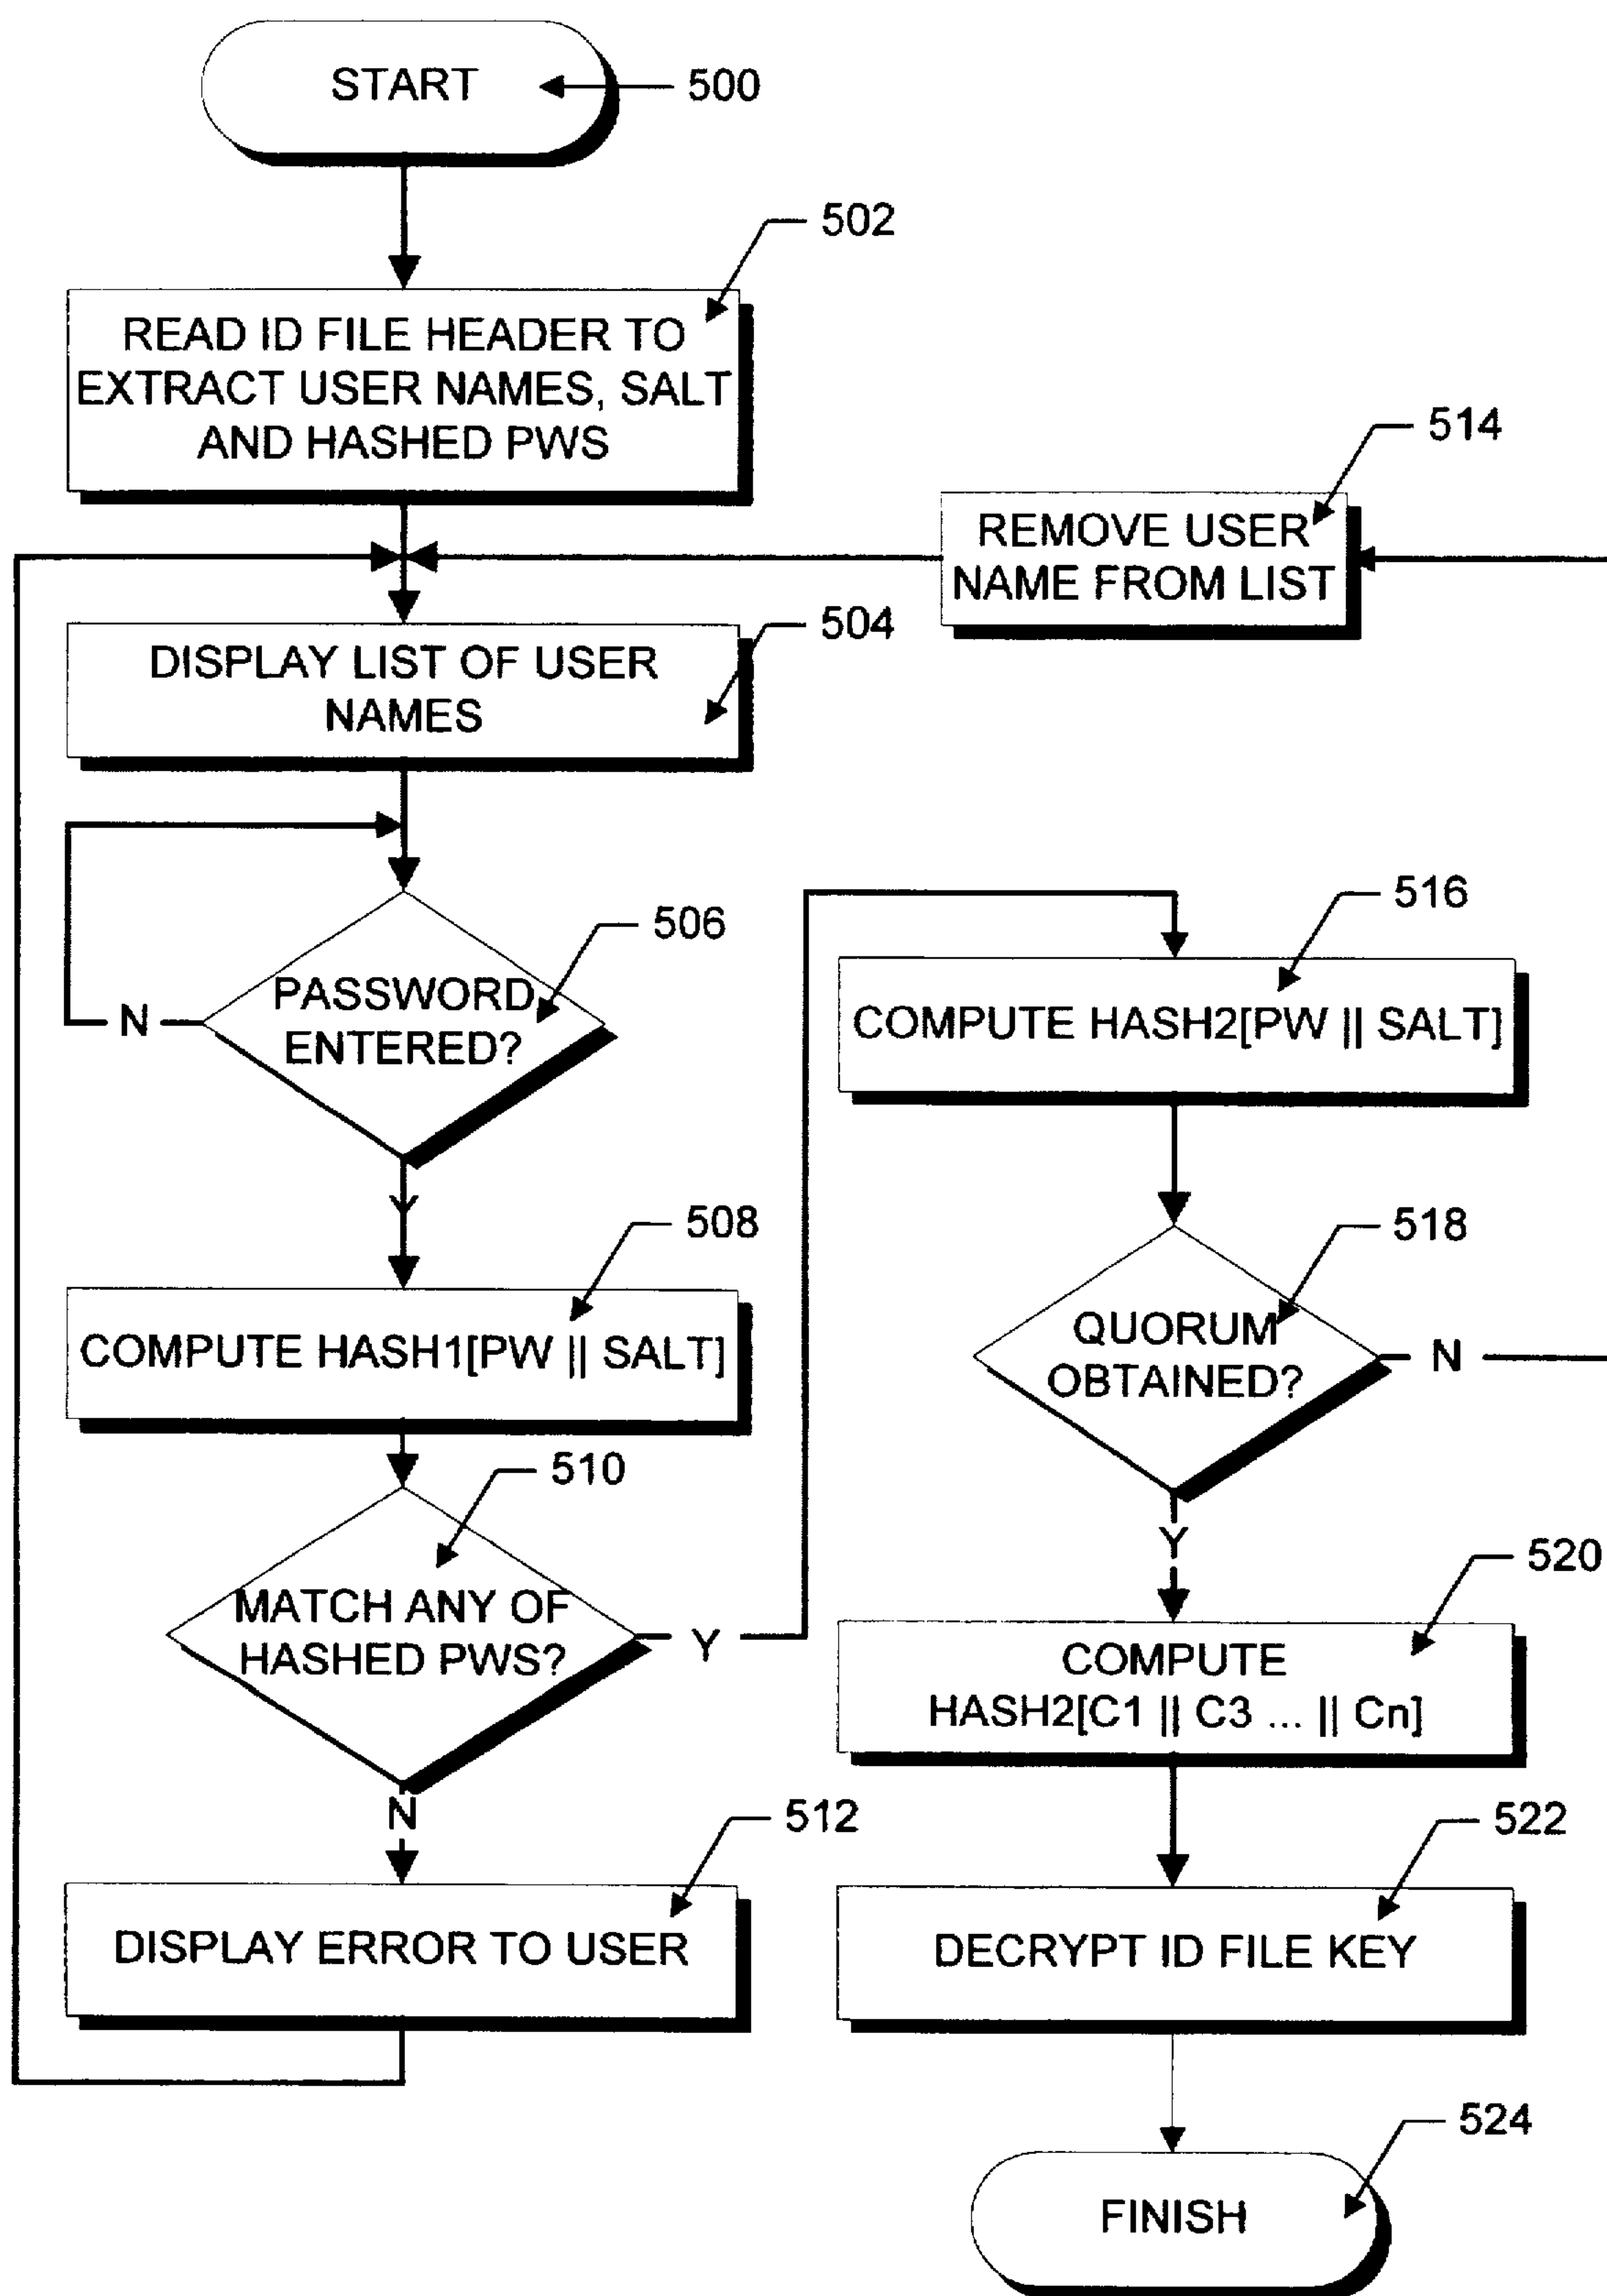 START
500
502
READ ID FILE HEADER TO
EXTRACT USER NAMES, SALT
AND HASHED PWS
514
REMOVE USER
NAME FROM LIST
504
DISPLAY LIST OF USER
NAMES
506
PASSWORD
ENTERED?
N
Y
508
COMPUTE HASH1[PW || SALT]
510
MATCH ANY OF
HASHED PWS?
Y
N
512
DISPLAY ERROR TO USER
516
COMPUTE HASH2[PW || SALT]
518
QUORUM
OBTAINED?
N
Y
520
COMPUTE
HASH2[C1 || C3 ... || Cn]
522
DECRYPT ID FILE KEY
524
FINISH